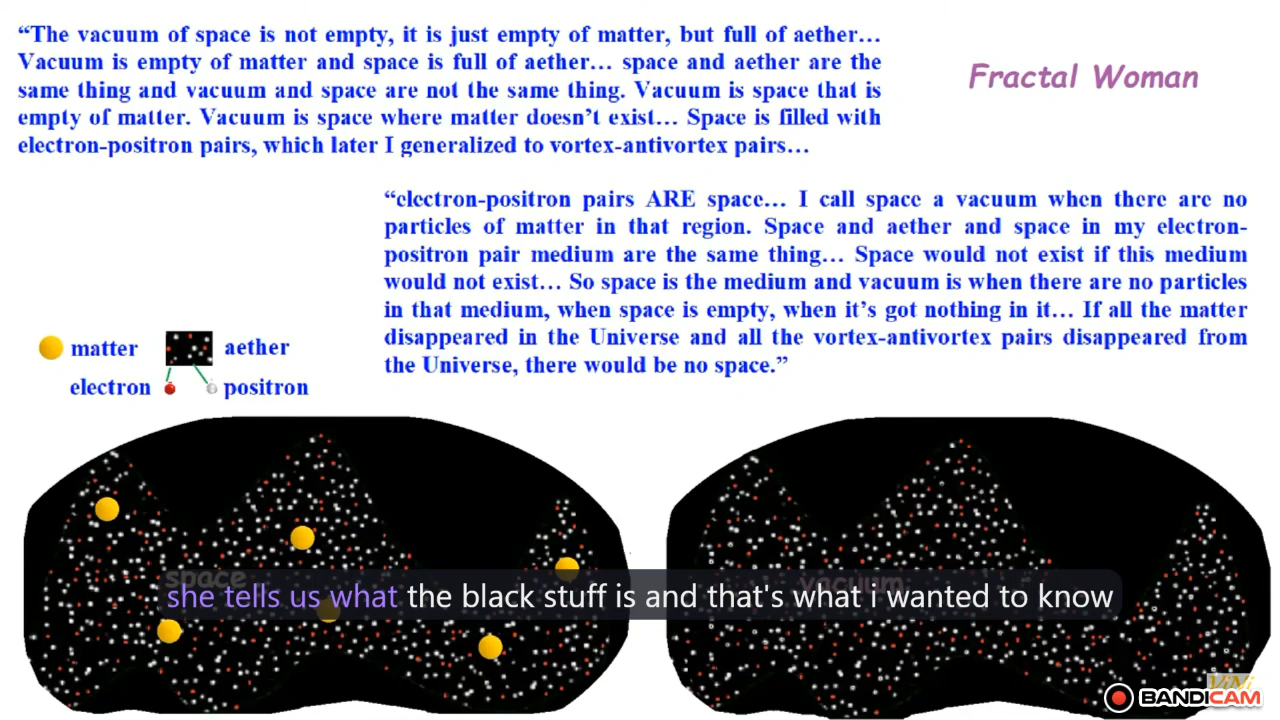 “The vacuum of space is not empty, it is just empty of matter, but full of aether…
Vacuum is empty of matter and space is full of aether… space and aether are the
same thing and vacuum and space are not the same thing. Vacuum is space that is
empty of matter. Vacuum is space where matter doesn’t exist… Space is filled with
electron-positron pairs, which later I generalized to vortex-antivortex pairs…
Fractal Woman
“electron-positron pairs ARE space… I call space a vacuum when there are no
particles of matter in that region. Space and aether and space in my electron-
positron pair medium are the same thing… Space would not exist if this medium
would not exist… So space is the medium and vacuum is when there are no particles
in that medium, when space is empty, when it’s got nothing in it… If all the matter
disappeared in the Universe and all the vortex-antivortex pairs disappeared from
the Universe, there would be no space.”
matter aether
electron positron
space vacuum
she tells us what the black stuff is and that's what i wanted to know
ViNi
BANDICAM